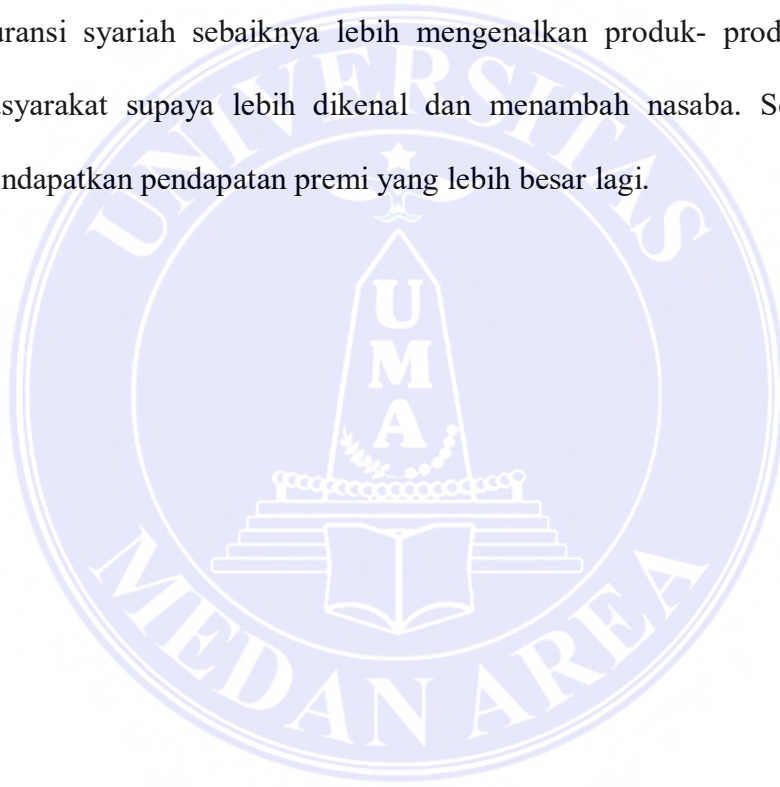 uransi syariah sebaiknya lebih mengenalkan produk- prod
syarakat supaya lebih dikenal dan menambah nasaba. S
ndapatkan pendapatan premi yang lebih besar lagi.
UNIVERSITAS
UMA
MEDAN AREA